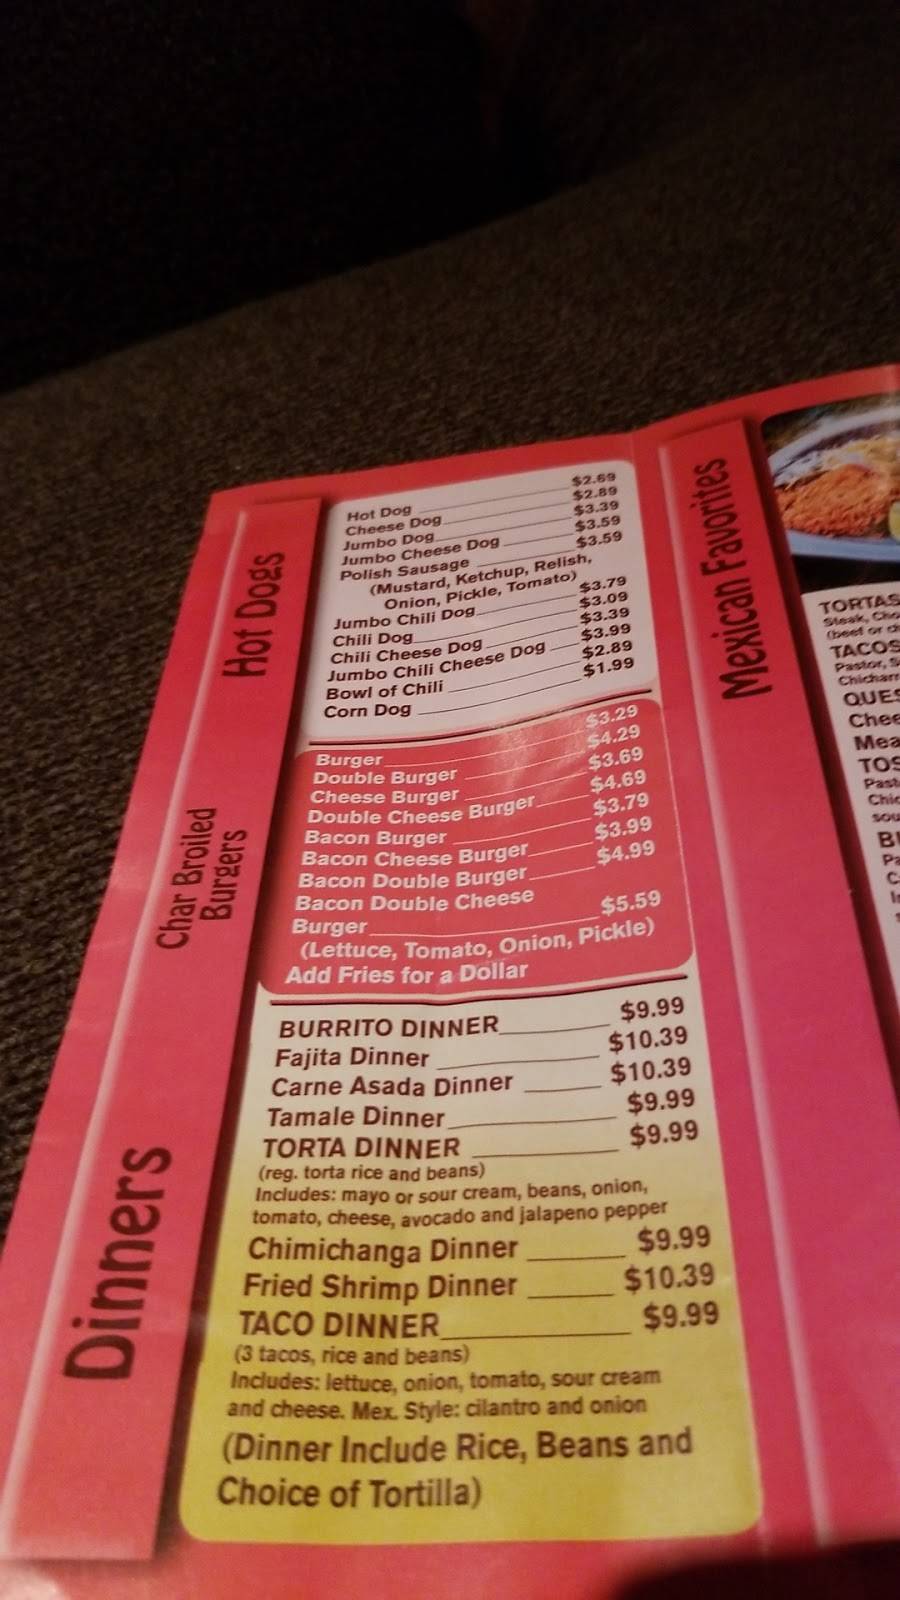 Hot Dogs
Hot Dog $2.69
Cheese Dog $2.89
Jumbo Dog $3.39
Jumbo Cheese Dog $3.59
Polish Sausage $3.59
(Mustard, Ketchup, Relish,
Onion, Pickle, Tomato)
Jumbo Chili Dog $3.79
Chili Dog $3.09
Chili Cheese Dog $3.39
Jumbo Chili Cheese Dog $3.99
Bowl of Chili $2.89
Corn Dog $1.99
Char Broiled
Burgers
Burger $3.29
Double Burger $4.29
Cheese Burger $3.69
Double Cheese Burger $4.69
Bacon Burger $3.79
Bacon Cheese Burger $3.99
Bacon Double Burger $4.99
Bacon Double Cheese
Burger $5.59
(Lettuce, Tomato, Onion, Pickle)
Add Fries for a Dollar
Dinners
BURRITO DINNER $9.99
Fajita Dinner $10.39
Carne Asada Dinner $10.39
Tamale Dinner $9.99
TORTA DINNER $9.99
(reg. torta rice and beans)
Includes: mayo or sour cream, beans, onion,
tomato, cheese, avocado and jalapeno pepper
Chimichanga Dinner $9.99
Fried Shrimp Dinner $10.39
TACO DINNER $9.99
(3 tacos, rice and beans)
Includes: lettuce, onion, tomato, sour cream
and cheese. Mex. Style: cilantro and onion
(Dinner Include Rice, Beans and
Choice of Tortilla)
Mexican Favorites
TORTAS
Steak,
(beef or
TACOS
Pastor,